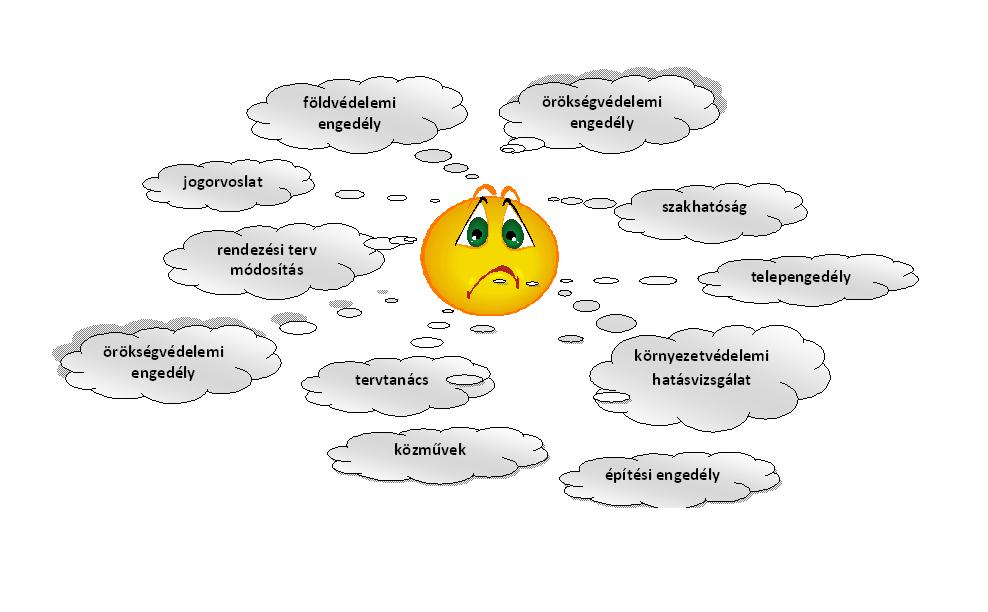 földvédelemi
engedély
örökségvédelemi
engedély
jogorvoslat
szakhatóság
rendezési terv
módosítás
telepengedély
örökségvédelemi
engedély
környezetvédelemi
hatásvizsgálat
tervtanács
közművek
építési engedély